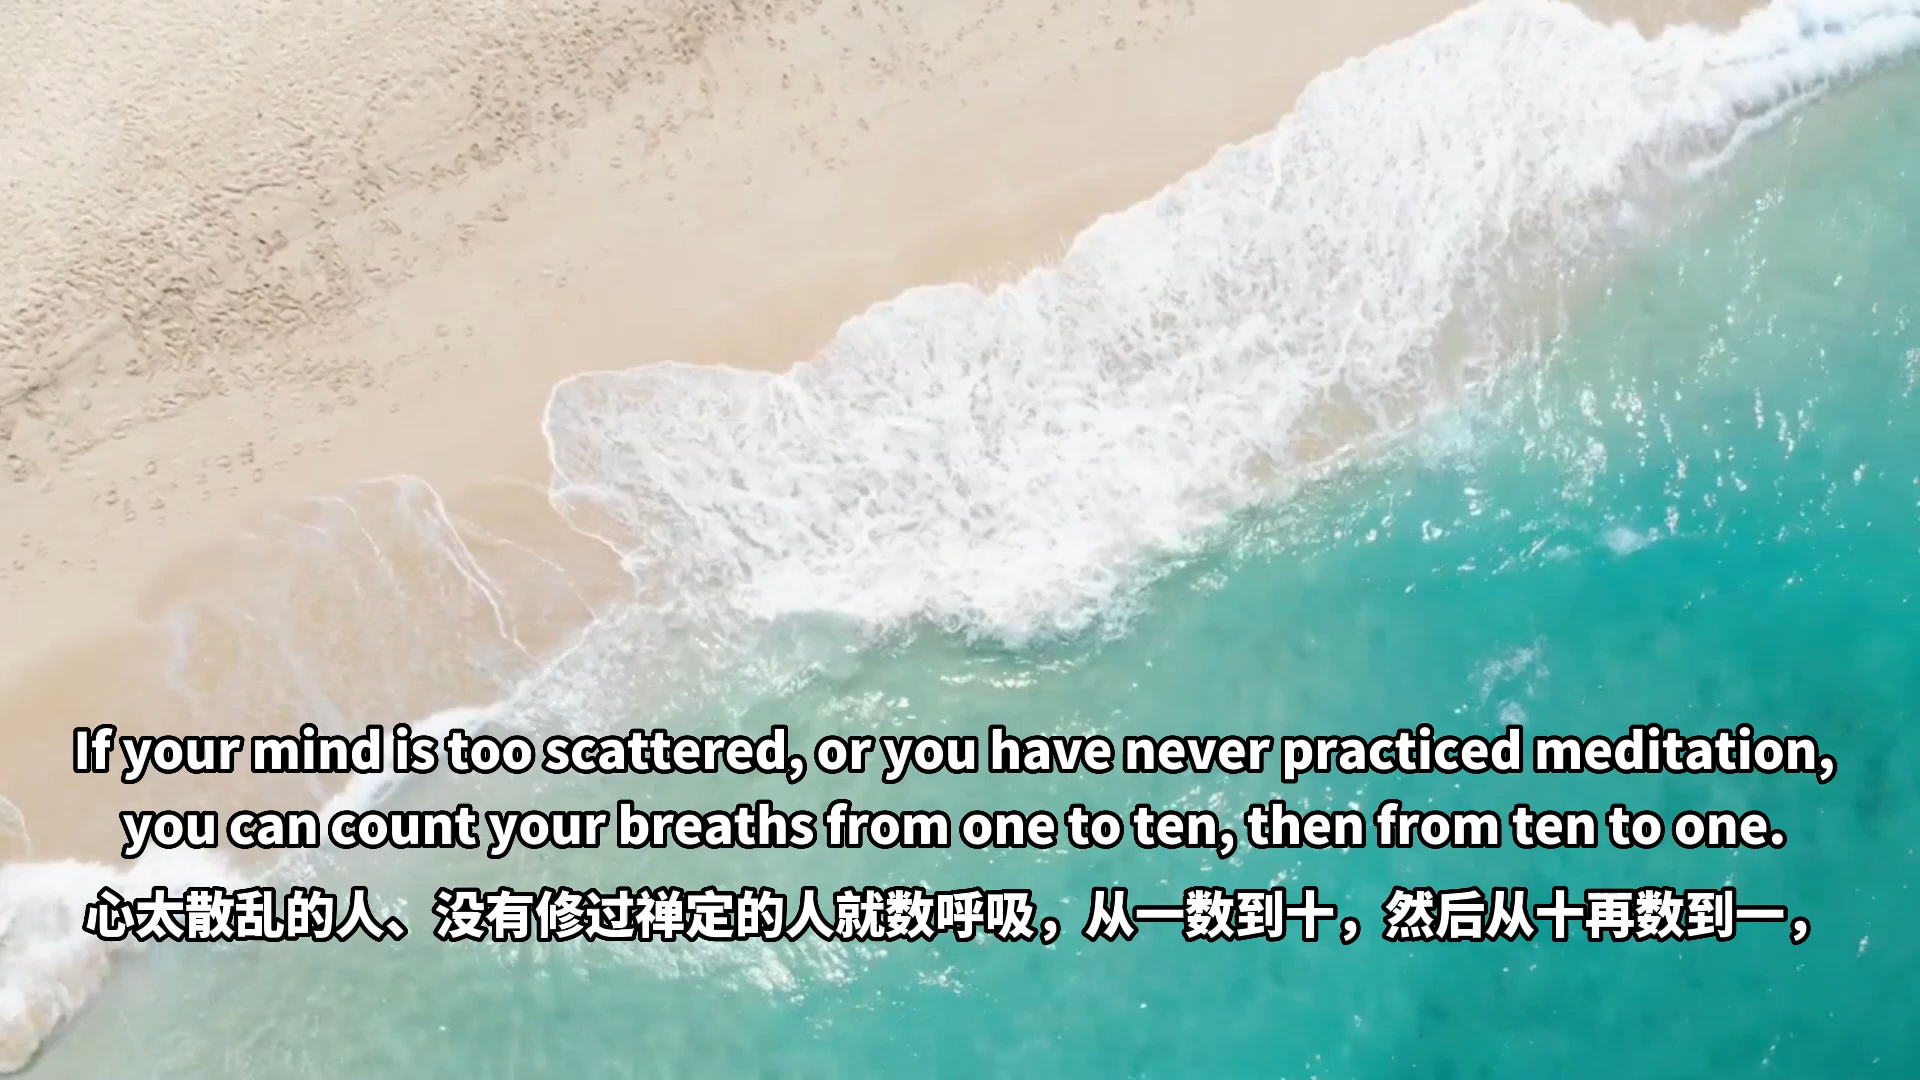 If your mind is too scattered, or you have never practiced meditation,
you can count your breaths from one to ten, then from ten to one.
心太散乱的人、没有修过禅定的人就数呼吸，从一数到十，然后从十再数到一，